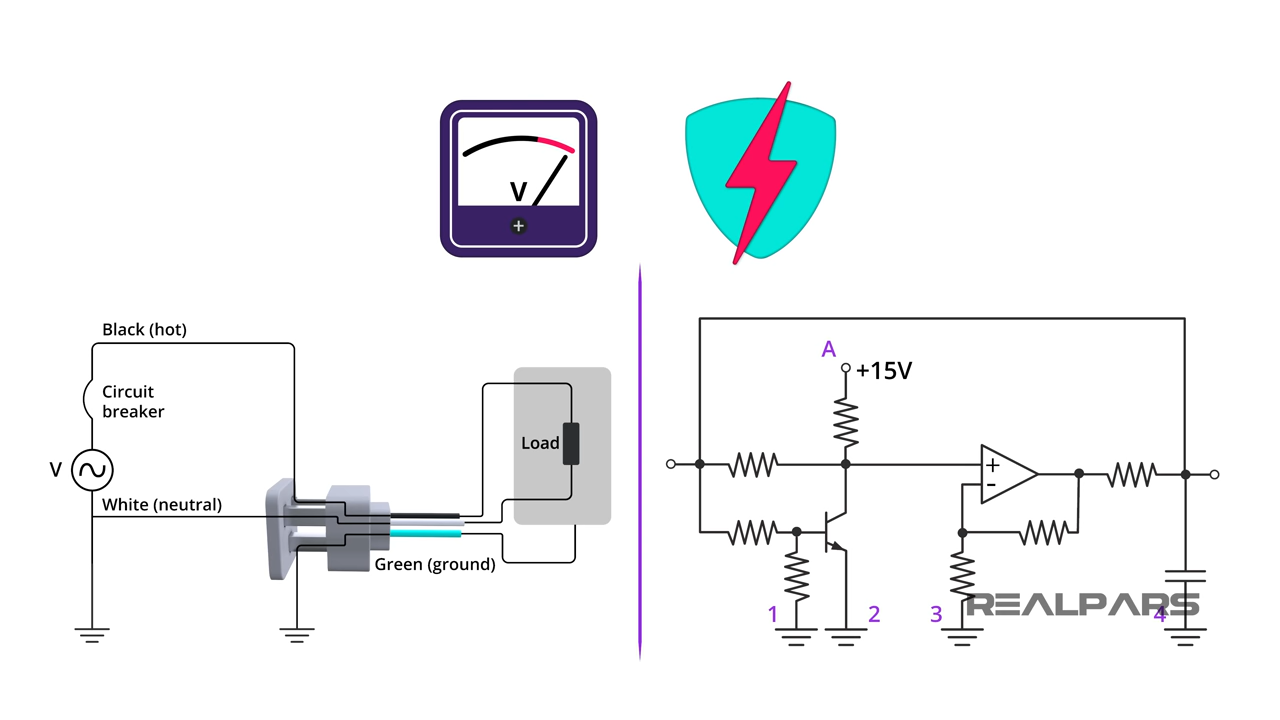 V
Black (hot)
Circuit
breaker
V
White (neutral)
Load
Green (ground)
A
+15V
+
-
1
2
3
4
REALPARS